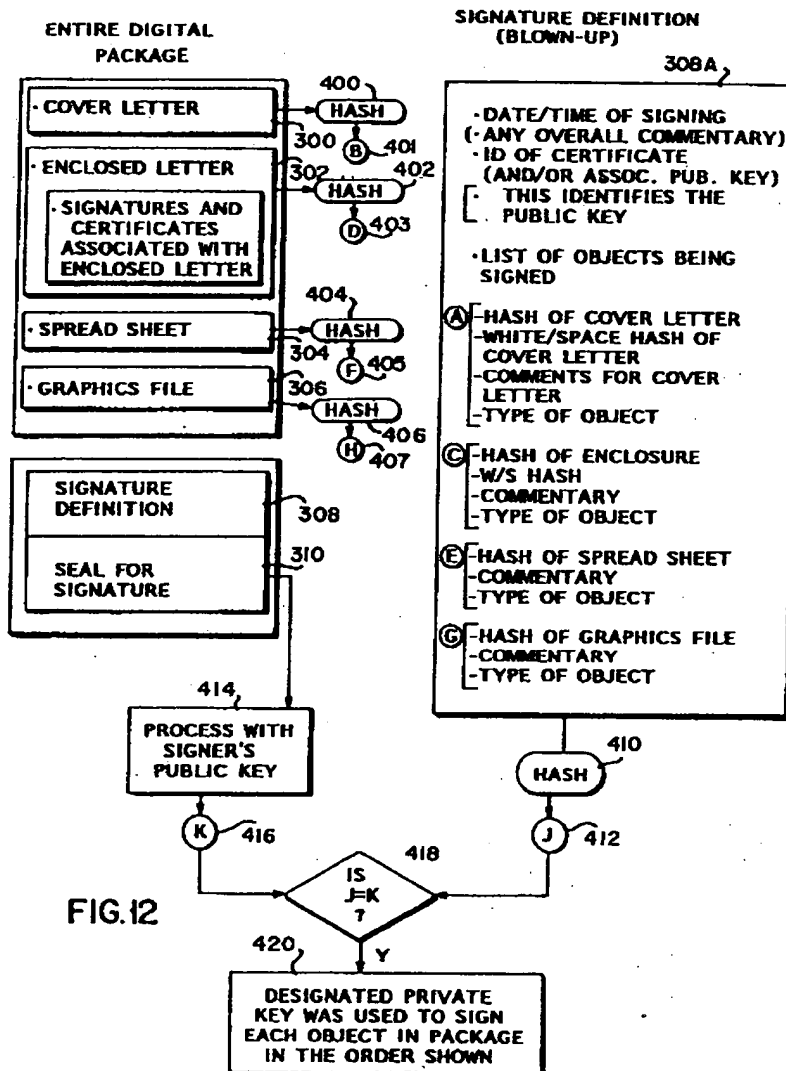 ENTIRE DIGITAL
PACKAGE
· COVER LETTER
300
400
HASH
B
401
· ENCLOSED LETTER
302
402
HASH
D
403
· SIGNATURES AND
CERTIFICATES
ASSOCIATED WITH
ENCLOSED LETTER
404
· SPREAD SHEET
304
HASH
F
405
· GRAPHICS FILE
306
HASH
406
H
407
SIGNATURE
DEFINITION
308
SEAL FOR
SIGNATURE
310
414
PROCESS WITH
SIGNER'S
PUBLIC KEY
K
416
SIGNATURE DEFINITION
(BLOWN-UP)
308A
· DATE/TIME OF SIGNING
(· ANY OVERALL COMMENTARY)
· ID OF CERTIFICATE
(AND/OR ASSOC. PUB. KEY)
· THIS IDENTIFIES THE
PUBLIC KEY
· LIST OF OBJECTS BEING
SIGNED
A
-HASH OF COVER LETTER
-WHITE/SPACE HASH OF
COVER LETTER
-COMMENTS FOR COVER
LETTER
-TYPE OF OBJECT
C
-HASH OF ENCLOSURE
-W/S HASH
-COMMENTARY
-TYPE OF OBJECT
E
-HASH OF SPREAD SHEET
-COMMENTARY
-TYPE OF OBJECT
G
-HASH OF GRAPHICS FILE
-COMMENTARY
-TYPE OF OBJECT
410
HASH
J
412
418
IS
J=K
?
Y
FIG.12
420
DESIGNATED PRIVATE
KEY WAS USED TO SIGN
EACH OBJECT IN PACKAGE
IN THE ORDER SHOWN